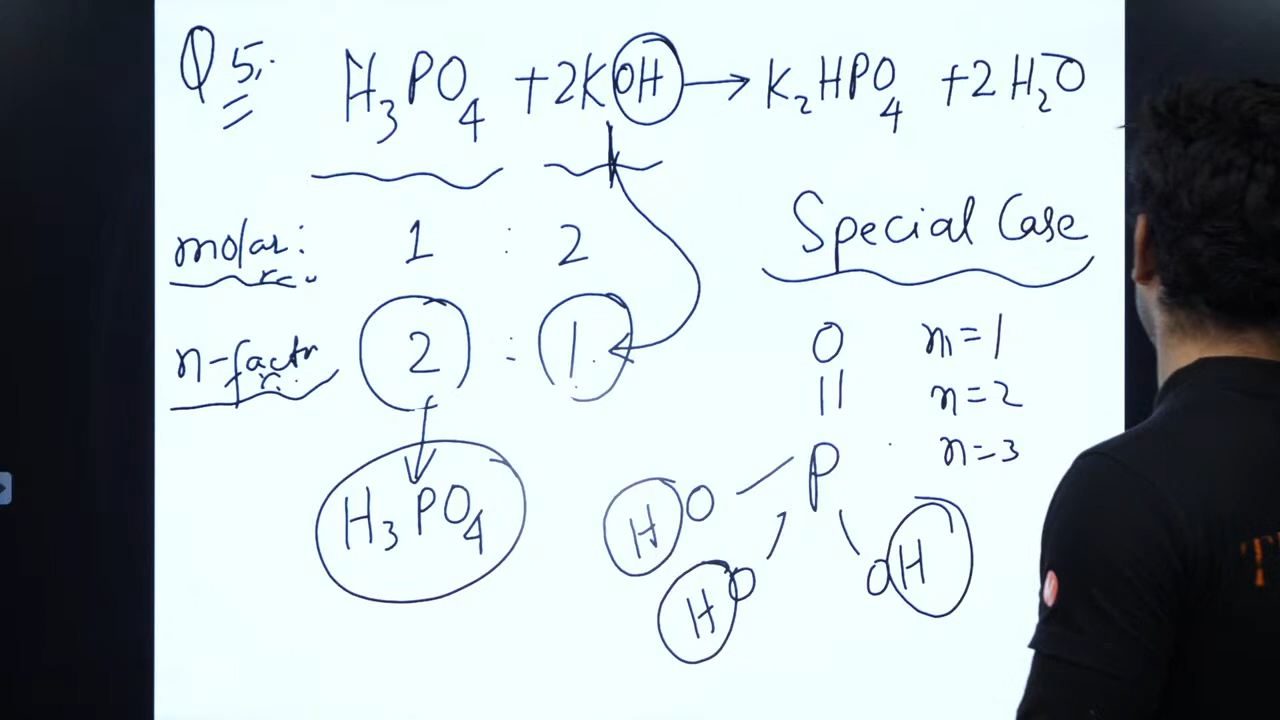 Q5. H₃PO₄ + 2KOH → K₂HPO₄ + 2H₂O
molar: 1 : 2
n-factr 2 : 1
Special Case
H₃PO₄
n=1
n=2
n=3
O
||
P
HO
HO
OH
T